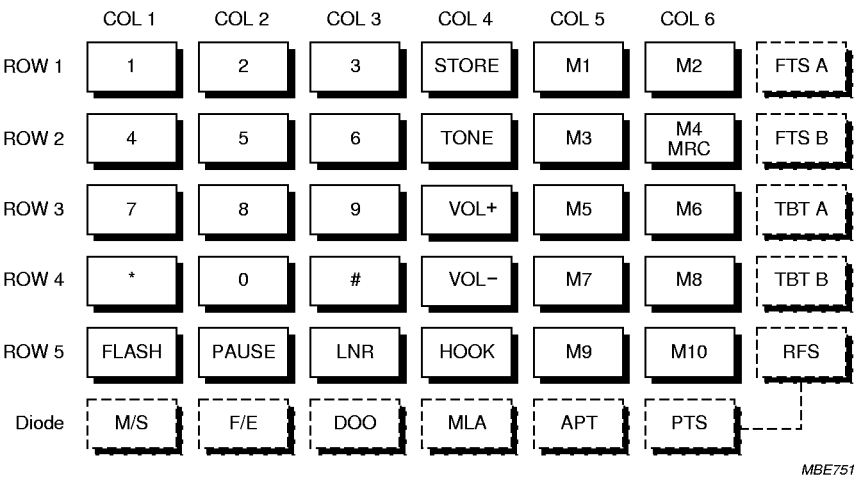 COL 1 COL 2 COL 3 COL 4 COL 5 COL 6
ROW 1 1 2 3 STORE M1 M2 FTS A
ROW 2 4 5 6 TONE M3 M4 MRC FTS B
ROW 3 7 8 9 VOL+ M5 M6 TBT A
ROW 4 * 0 # VOL− M7 M8 TBT B
ROW 5 FLASH PAUSE LNR HOOK M9 M10 RFS
Diode M/S F/E DOO MLA APT PTS
MBE751